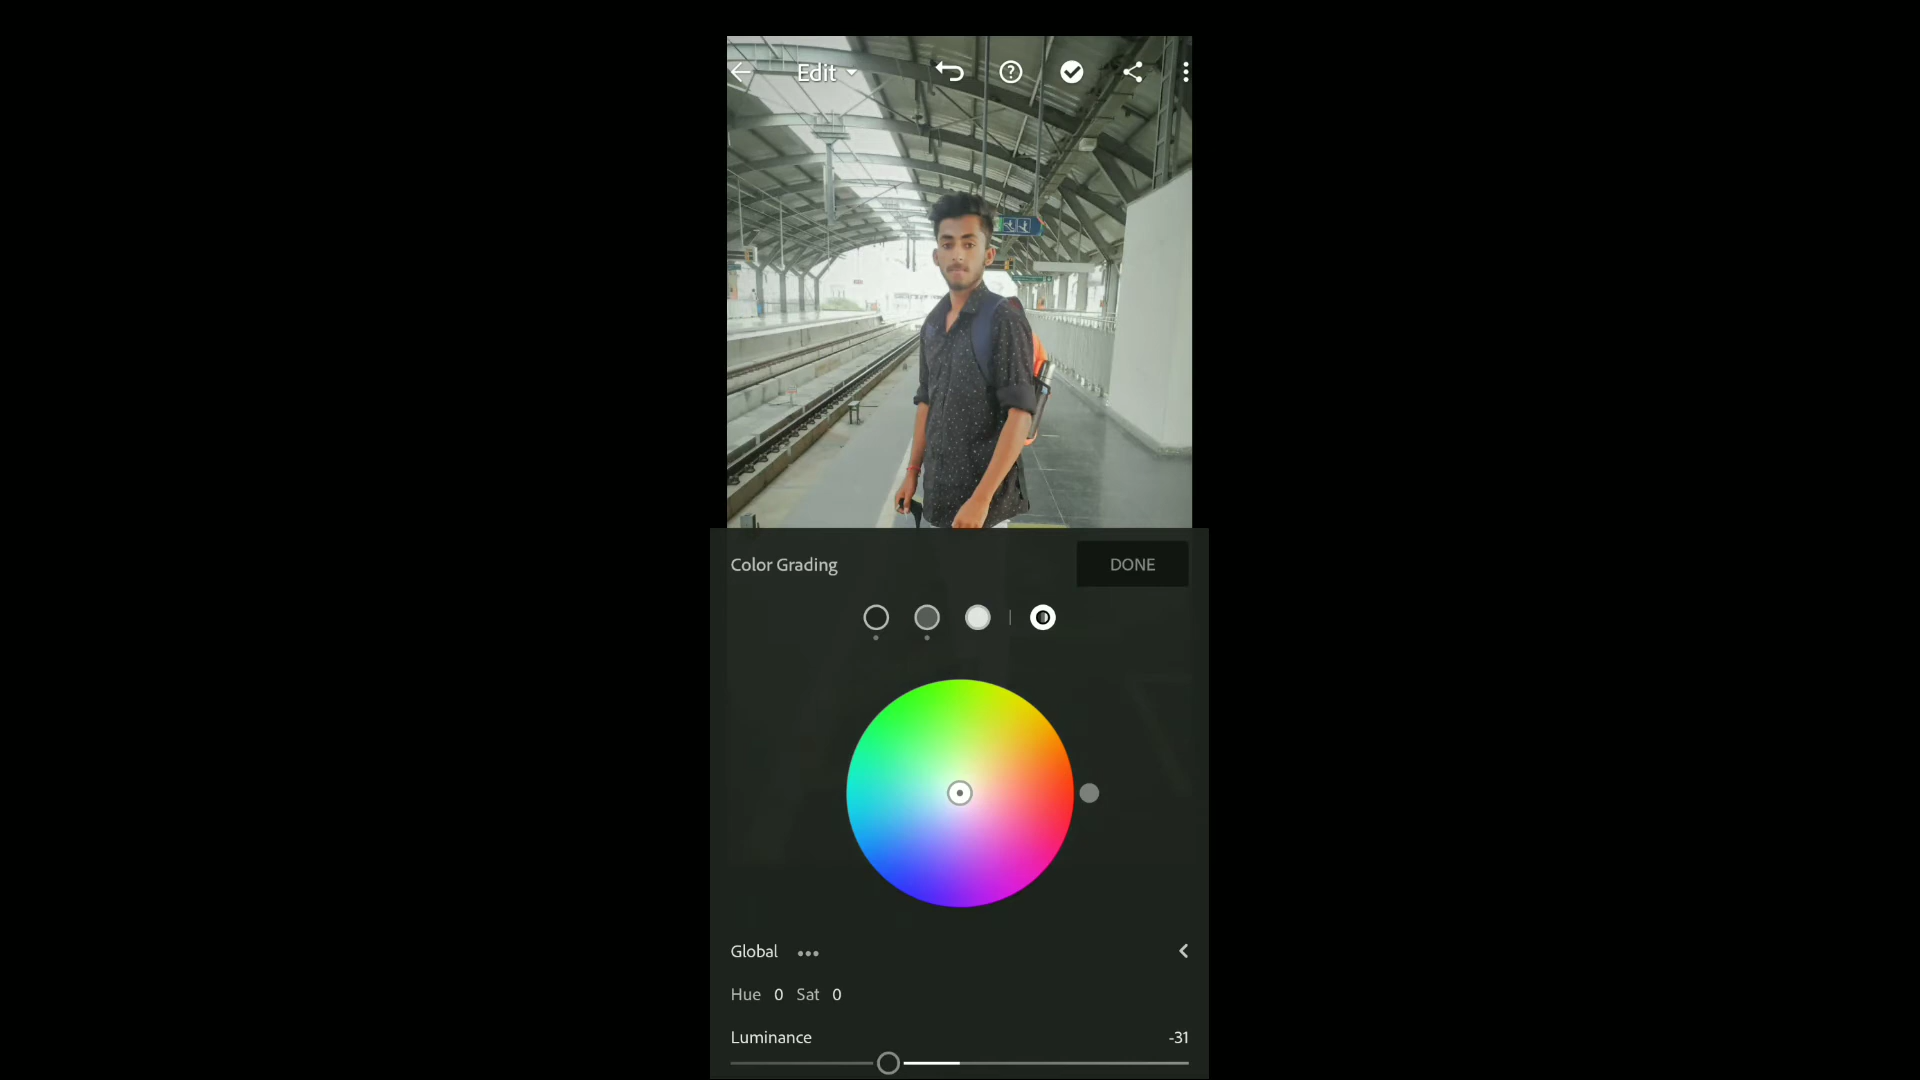 Edit
Color Grading
DONE
Global
Hue 0 Sat 0
Luminance -31